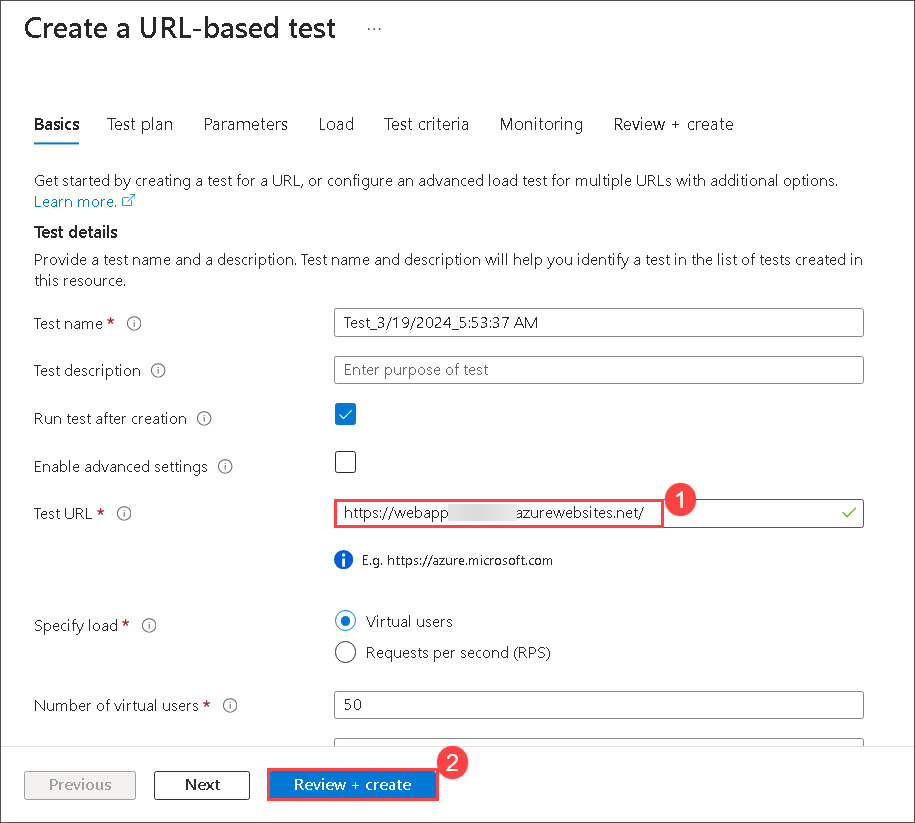 Create a URL-based test ...
Basics Test plan Parameters Load Test criteria Monitoring Review + create
Get started by creating a test for a URL, or configure an advanced load test for multiple URLs with additional options.
Learn more.
Test details
Provide a test name and a description. Test name and description will help you identify a test in the list of tests created in
this resource.
Test name *
Test_3/19/2024_5:53:37 AM
Test description
Enter purpose of test
Run test after creation
Enable advanced settings
Test URL *
https://webapp azurewebsites.net/
1
E.g. https://azure.microsoft.com
Specify load *
Virtual users
Requests per second (RPS)
Number of virtual users *
50
2
Previous Next Review + create